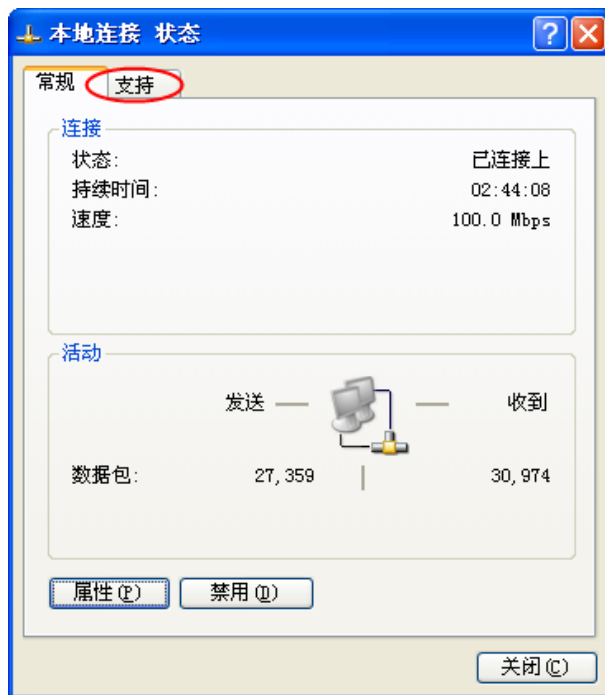 本地连接 状态
常规 支持
连接
状态: 已连接上
持续时间: 02:44:08
速度: 100.0 Mbps
活动
发送 — — 收到
数据包: 27,359 | 30,974
属性(P) 禁用(D)
关闭(C)